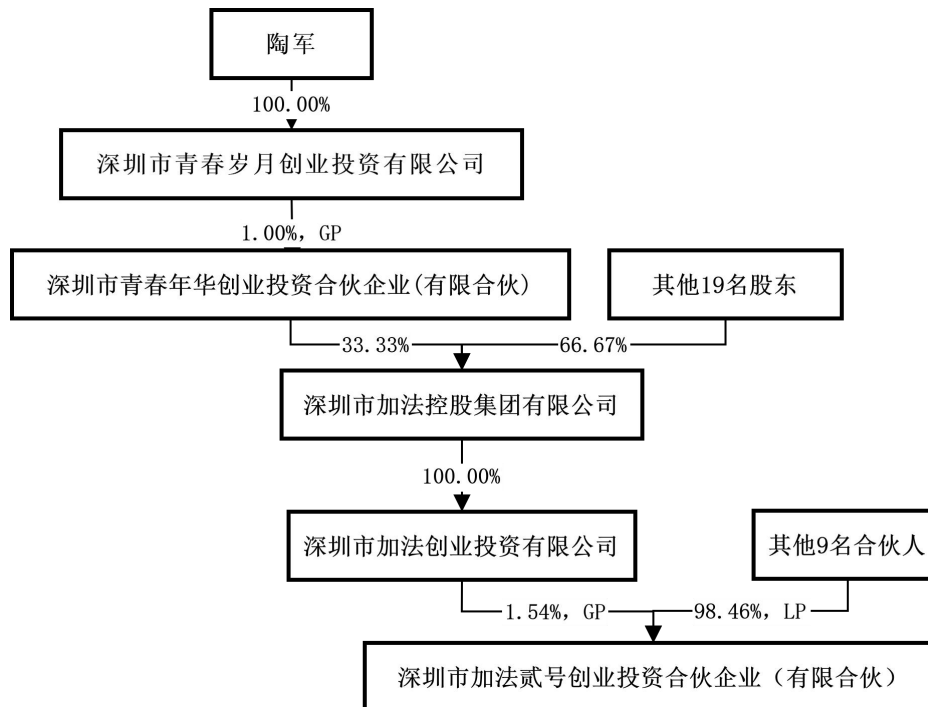 陶军
100.00%
深圳市青春岁月创业投资有限公司
1.00%, GP
深圳市青春年华创业投资合伙企业(有限合伙)
其他19名股东
33.33%
66.67%
深圳市加法控股集团有限公司
100.00%
深圳市加法创业投资有限公司
其他9名合伙人
1.54%, GP
98.46%, LP
深圳市加法贰号创业投资合伙企业（有限合伙）